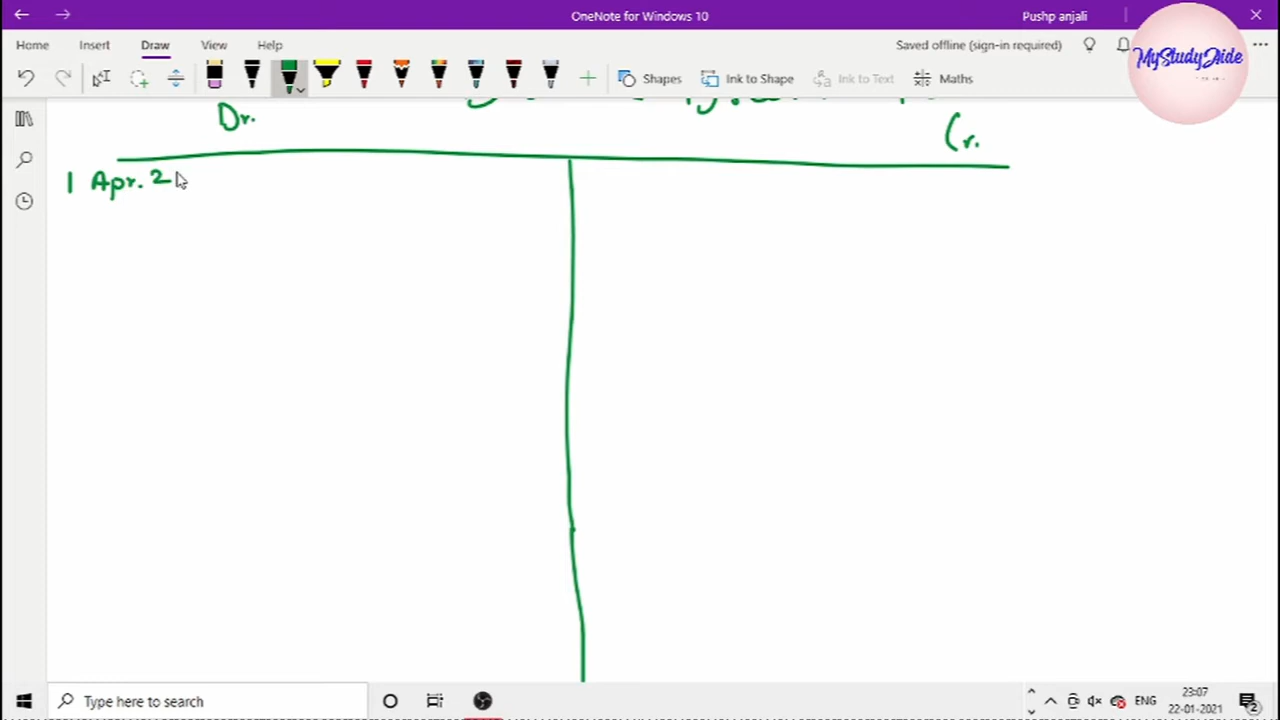 OneNote for Windows 10
Pushp anjali
Home Insert Draw View Help
Saved offline (sign-in required)
MyStudyAide
Shapes Ink to Shape Ink to Text Maths
Dr.
Cr.
1 Apr. 2
Type here to search
ENG
23:07
22-01-2021
2